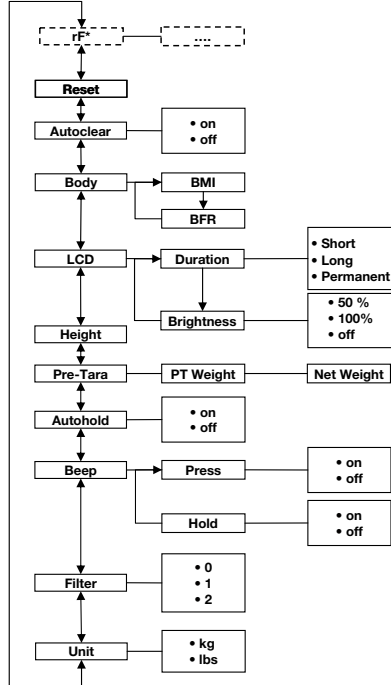 rF*
....
Reset
Autoclear
• on
• off
Body
BMI
BFR
LCD
Duration
• Short
• Long
• Permanent
Brightness
• 50 %
• 100%
• off
Height
Pre-Tara
PT Weight
Net Weight
Autohold
• on
• off
Beep
Press
• on
• off
Hold
• on
• off
Filter
• 0
• 1
• 2
Unit
• kg
• lbs